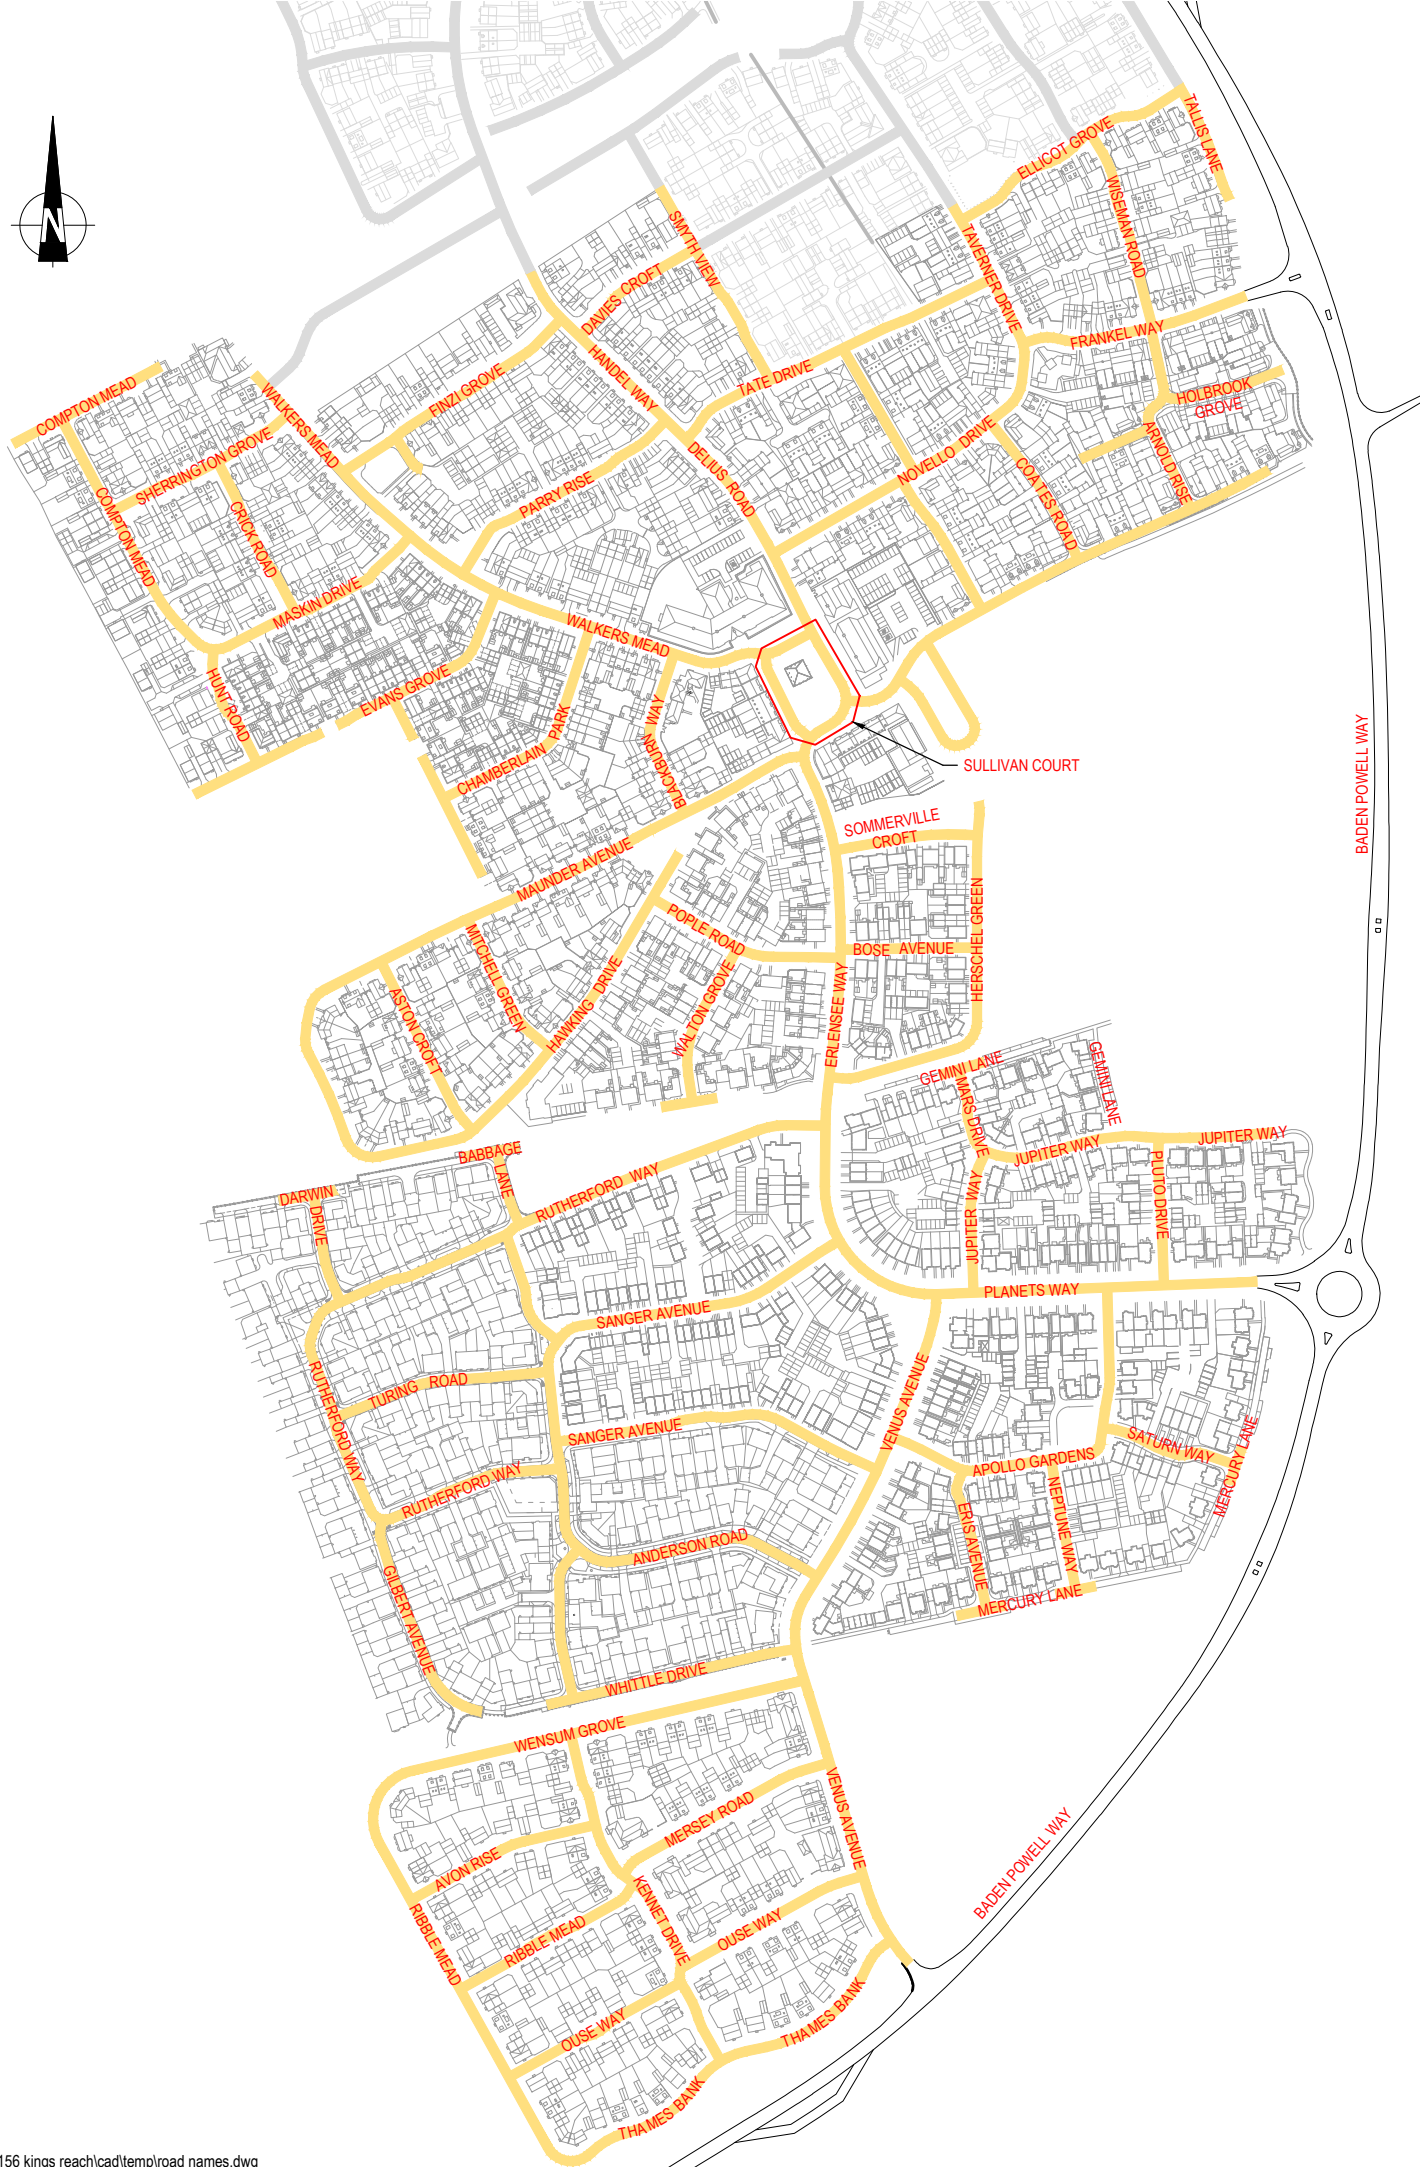 TALLIS LANE
ELLICOT GROVE
WISEMAN ROAD
N
SMYTH VIEW
TAVERNER DRIVE
DAVIES CROFT
FRANKEL WAY
HANDEL WAY
FINZI GROVE
TATE DRIVE
COMPTON MEAD
WALKERS MEAD
HOLBROOK
GROVE
SHERRINGTON GROVE
DELIUS ROAD
NOVELLO DRIVE
ARNOLD RISE
COATES ROAD
PARRY RISE
COMPTON MEAD
CRICK ROAD
MASKIN DRIVE
WALKERS MEAD
HUNT ROAD
EVANS GROVE
CHAMBERLAIN PARK
BLACKBURN WAY
SULLIVAN COURT
BADEN POWELL WAY
SOMMERVILLE
CROFT
MAUNDER AVENUE
HERSCHEL GREEN
POPLE ROAD
BOSE AVENUE
MITCHELL GREEN
HAWKING DRIVE
WALTON GROVE
ERLENSEE WAY
ASTON CROFT
GEMINI LANE
GEMINI LANE
MARS DRIVE
JUPITER WAY
JUPITER WAY
BABBAGE
LANE
RUTHERFORD WAY
PLUTO DRIVE
DARWIN
DRIVE
JUPITER WAY
PLANETS WAY
SANGER AVENUE
RUTHERFORD WAY
TURING ROAD
VENUS AVENUE
SANGER AVENUE
SATURN WAY
MERCURY LANE
APOLLO GARDENS
RUTHERFORD WAY
NEPTUNE WAY
ERIS AVENUE
ANDERSON ROAD
GILBERT AVENUE
MERCURY LANE
WHITTLE DRIVE
WENSUM GROVE
VENUS AVENUE
MERSEY ROAD
BADEN POWELL WAY
AVON RISE
KENNET DRIVE
RIBBLE MEAD
RIBBLE MEAD
OUSE WAY
THAMES BANK
OUSE WAY
THAMES BANK
156 kings reach\cad\temp\road names.dwg